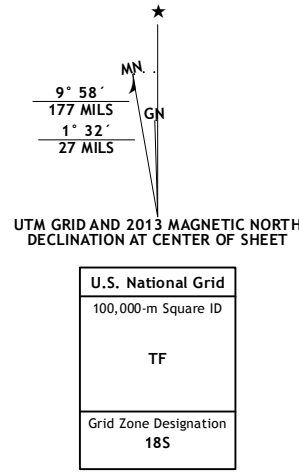 ★
MN
GN
9° 58´
177 MILS
1° 32´
27 MILS
UTM GRID AND 2013 MAGNETIC NORTH
DECLINATION AT CENTER OF SHEET
U.S. National Grid
100,000-m Square ID
TF
Grid Zone Designation
18S